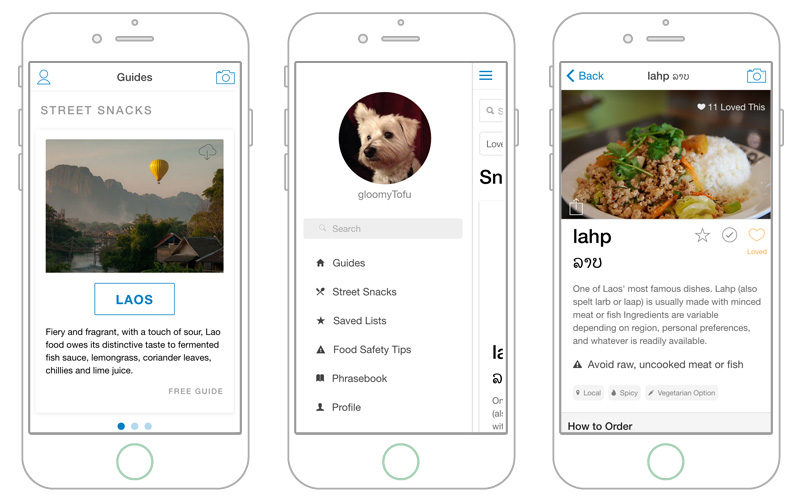 Guides
STREET SNACKS
LAOS
Fiery and fragrant, with a touch of sour, Lao
food owes its distinctive taste to fermented
fish sauce, lemongrass, coriander leaves,
chillies and lime juice.
FREE GUIDE
gloomyTofu
Search
Guides
Street Snacks
Saved Lists
Food Safety Tips
Phrasebook
Profile
S
Love
Sn
la
ລ
On
(als
wit
Back
lahp ລາບ
11 Loved This
lahp
Loved
ລາບ
One of Laos' most famous dishes. Lahp (also
spelt larb or laap) is usually made with minced
meat or fish Ingredients are variable
depending on region, personal preferences,
and whatever is readily available.
Avoid raw, uncooked meat or fish
Local
Spicy
Vegetarian Option
How to Order